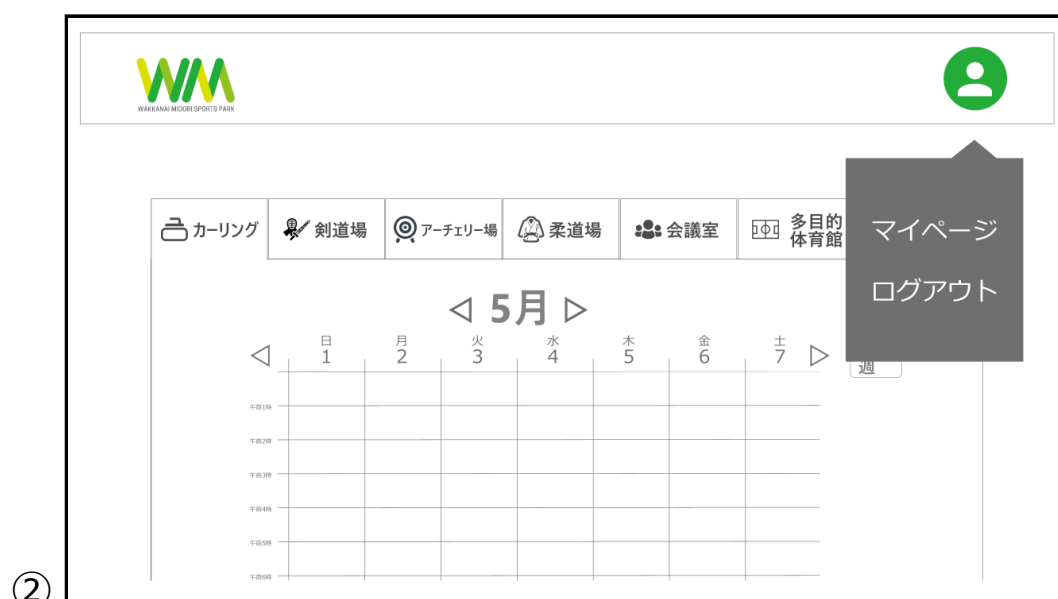 WM
WAKKANAI MIDORI SPORTS PARK
カーリング
剣道場
アーチェリー場
柔道場
会議室
多目的
体育館
マイページ
ログアウト
5月
日 月 火 水 木 金 土
1 2 3 4 5 6 7
週
午前1時
午前2時
午前3時
午前4時
午前5時
午前6時
②